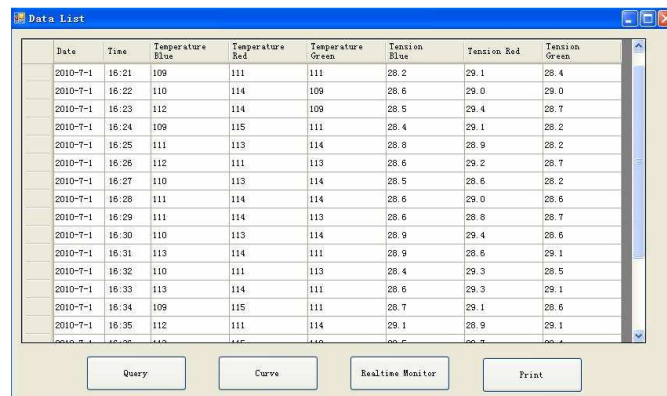 Data List
Date Time Temperature Blue Temperature Red Temperature Green Tension Blue Tension Red Tension Green
2010-7-1 16:21 109 111 111 28.2 29.1 28.4
2010-7-1 16:22 110 114 109 28.6 29.0 29.0
2010-7-1 16:23 112 114 109 28.5 29.4 28.7
2010-7-1 16:24 109 115 111 28.4 29.1 28.2
2010-7-1 16:25 111 113 114 28.8 28.9 28.2
2010-7-1 16:26 112 111 113 28.6 29.2 28.7
2010-7-1 16:27 110 113 114 28.5 28.6 28.2
2010-7-1 16:28 111 114 114 28.6 29.0 28.6
2010-7-1 16:29 111 114 113 28.6 28.8 28.7
2010-7-1 16:30 110 113 114 28.9 29.4 28.6
2010-7-1 16:31 113 114 111 28.9 28.6 29.1
2010-7-1 16:32 110 111 113 28.4 29.3 28.5
2010-7-1 16:33 113 114 111 28.6 29.3 29.1
2010-7-1 16:34 109 115 111 28.7 29.1 28.6
2010-7-1 16:35 112 111 114 29.1 28.9 29.1
Query Curve Realtime Monitor Print